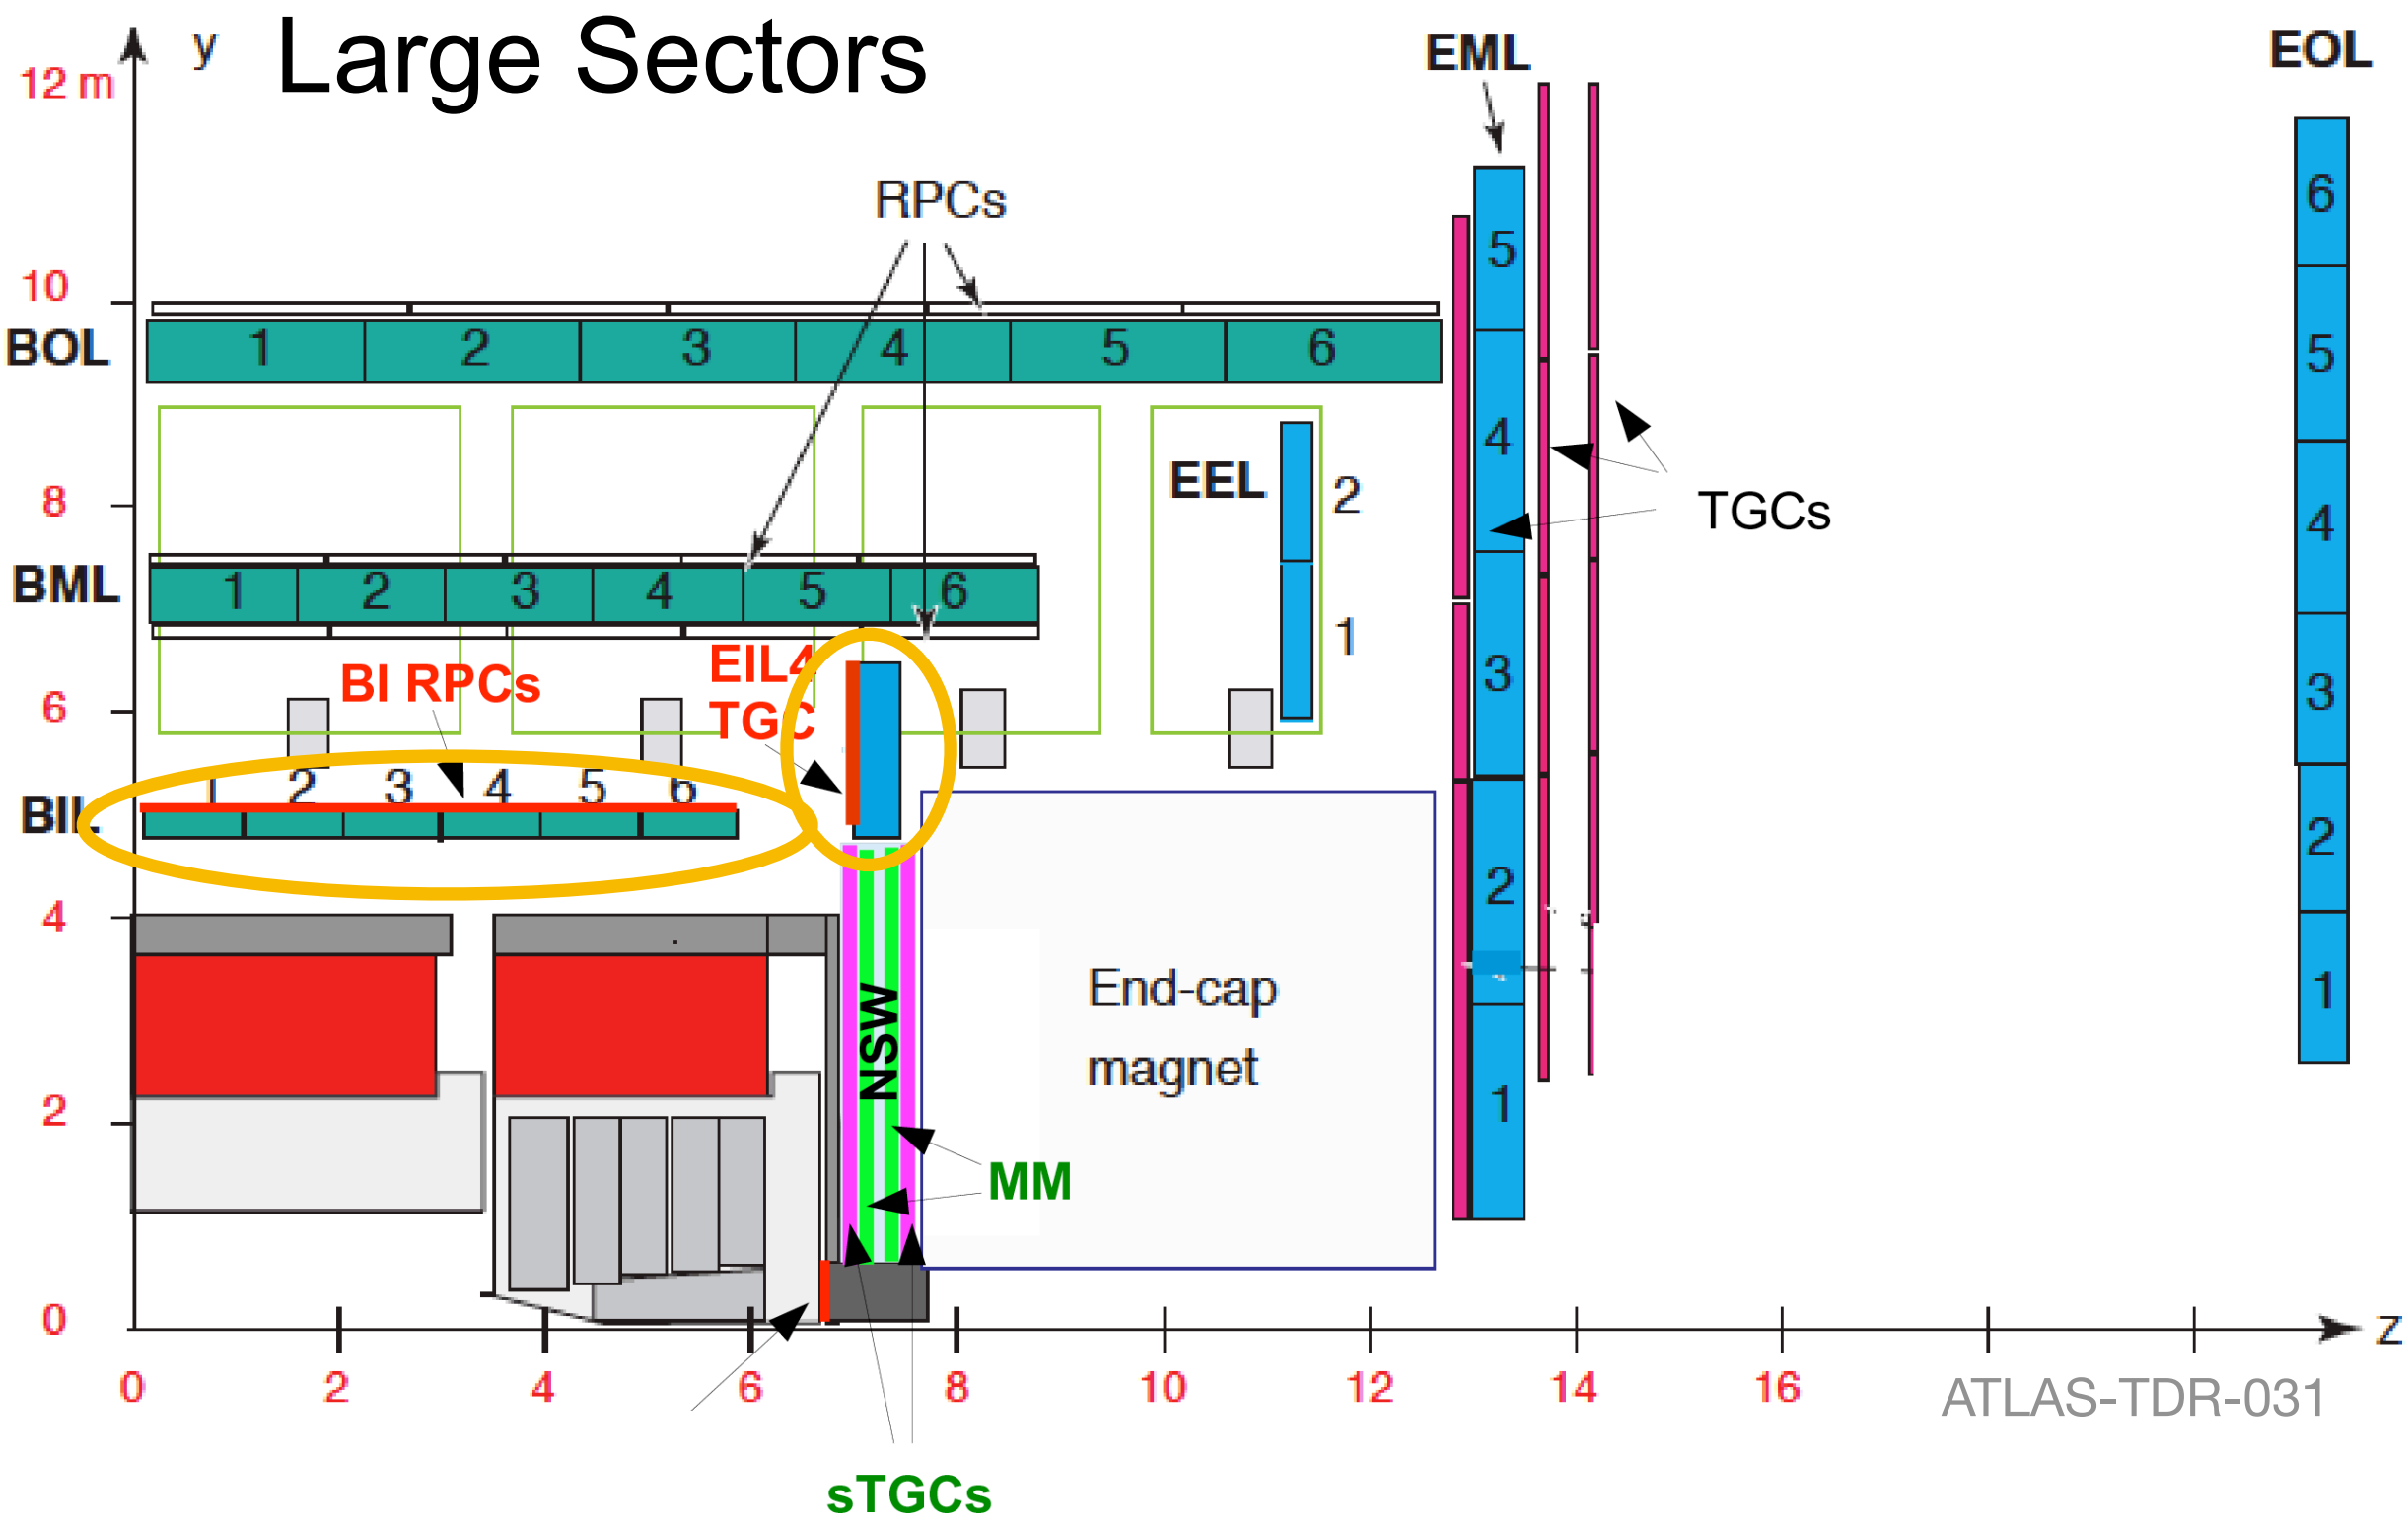 y
Large Sectors
EML
EOL
12 m
RPCs
6
5
10
BOL
1 2 3 4 5 6
5
4
EEL
2
8
TGCs
4
BML
1 2 3 4 5 6
1
EIL4
TGC
BI RPCs
3
3
6
2 3 4 5 6
BIL
2
2
4
NSW
End-cap
magnet
1
1
2
MM
0
z
0 2 4 6 8 10 12 14 16
ATLAS-TDR-031
sTGCs